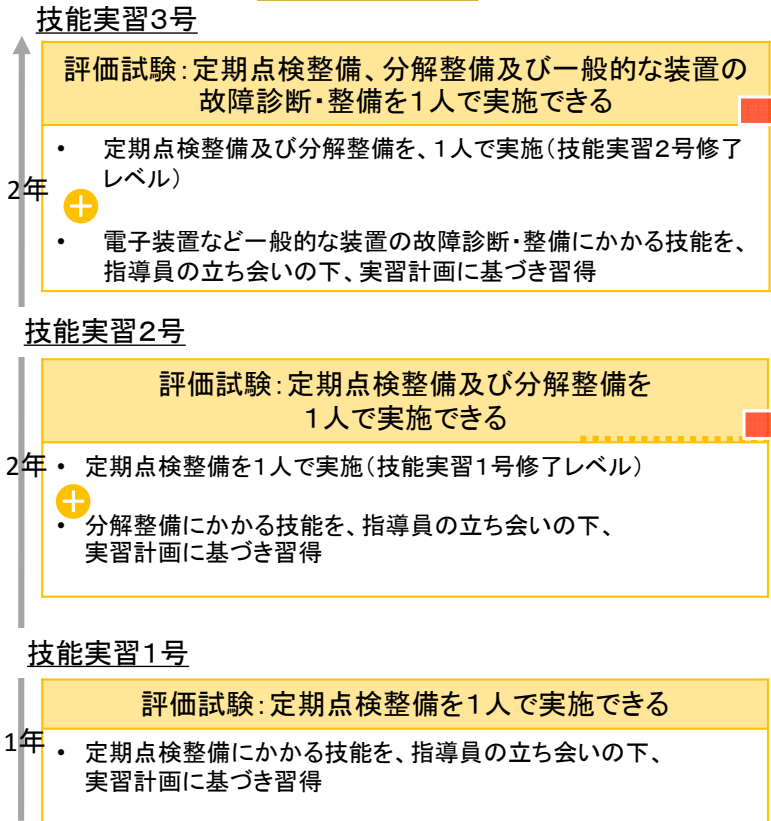 技能実習３号
評価試験：定期点検整備、分解整備及び一般的な装置の
故障診断・整備を１人で実施できる
• 定期点検整備及び分解整備を、１人で実施（技能実習２号修了
レベル）
2年
• 電子装置など一般的な装置の故障診断・整備にかかる技能を、
指導員の立ち会いの下、実習計画に基づき習得
技能実習２号
評価試験：定期点検整備及び分解整備を
１人で実施できる
2年
• 定期点検整備を１人で実施（技能実習１号修了レベル）
• 分解整備にかかる技能を、指導員の立ち会いの下、
実習計画に基づき習得
技能実習１号
評価試験：定期点検整備を１人で実施できる
1年
• 定期点検整備にかかる技能を、指導員の立ち会いの下、
実習計画に基づき習得